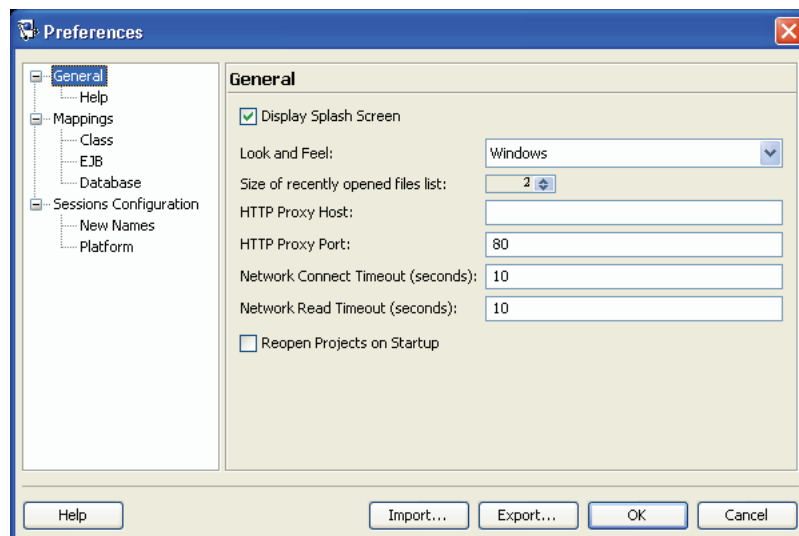 Preferences
General
Help
Mappings
Class
EJB
Database
Sessions Configuration
New Names
Platform
General
Display Splash Screen
Look and Feel: Windows
Size of recently opened files list: 2
HTTP Proxy Host:
HTTP Proxy Port: 80
Network Connect Timeout (seconds): 10
Network Read Timeout (seconds): 10
Reopen Projects on Startup
Help Import... Export... OK Cancel